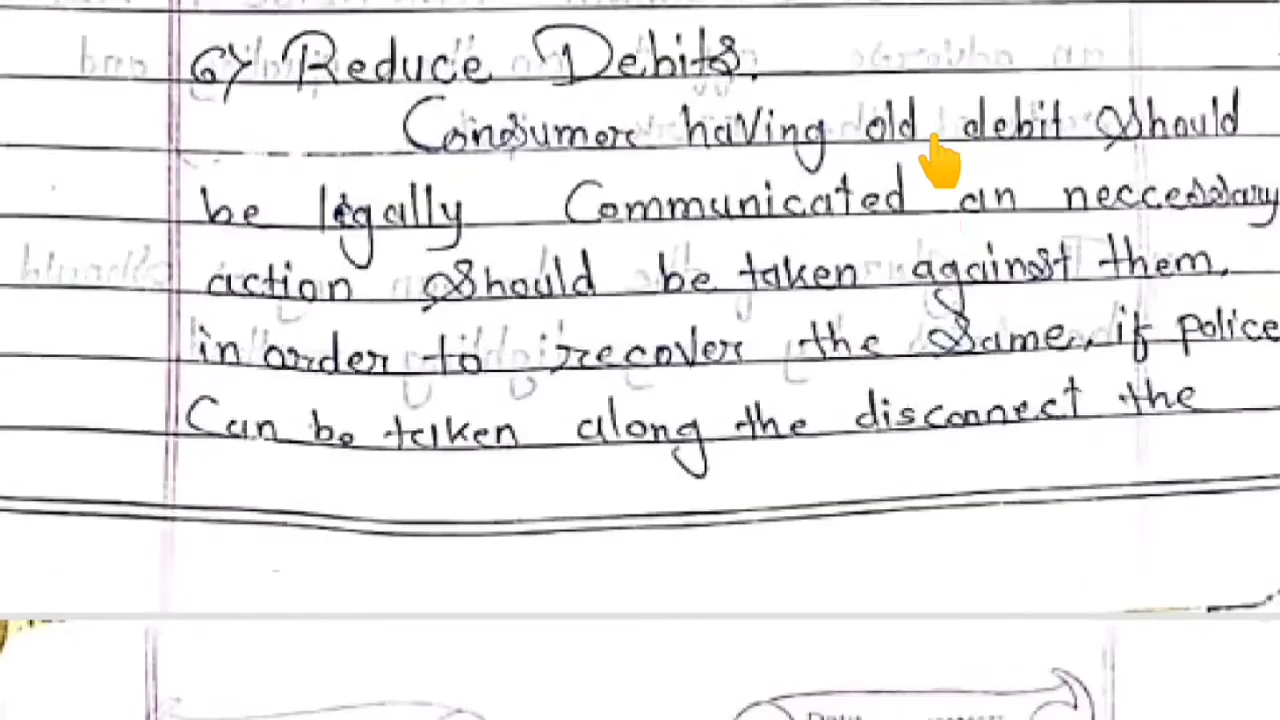 6) Reduce Debits.
Consumer having old debit should
be legally Communicated an neccessary
action should be taken against them,
in order to recover the same, if police
Can be taken along the disconnect the
Date